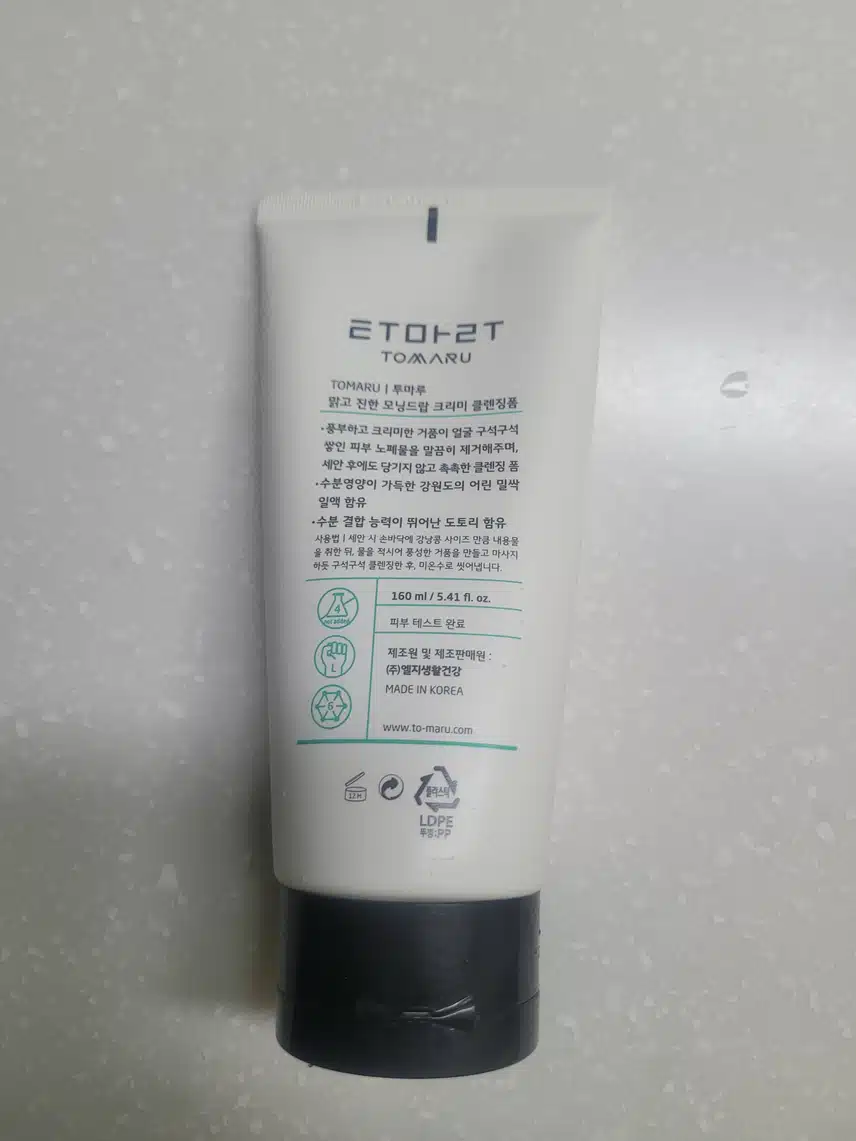 ㅌTㅁㅏㄹT
TOMARU
TOMARU | 투마루
맑고 진한 모닝드랍 크리미 클렌징폼
·풍부하고 크리미한 거품이 얼굴 구석구석
쌓인 피부 노폐물을 말끔히 제거해주며,
세안 후에도 당기지 않고 촉촉한 클렌징 폼
·수분영양이 가득한 강원도의 어린 밀싹
일액 함유
·수분 결합 능력이 뛰어난 도토리 함유
사용법 | 세안 시 손바닥에 강낭콩 사이즈 만큼 내용물
을 취한 뒤, 물을 적시어 풍성한 거품을 만들고 마사지
하듯 구석구석 클렌징한 후, 미온수로 씻어냅니다.
4
not added
L
6
160 ml / 5.41 fl. oz.
피부 테스트 완료
제조원 및 제조판매원 :
(주)엘지생활건강
MADE IN KOREA
www.to-maru.com
12M
플라스틱
LDPE
뚜껑:PP